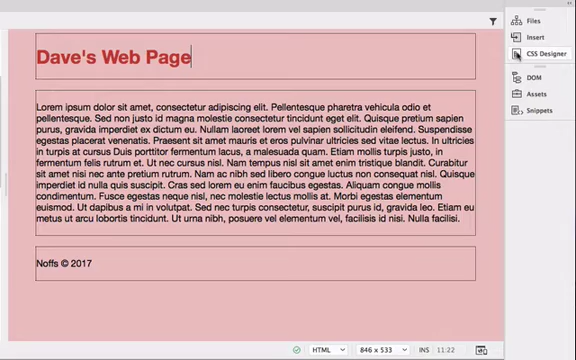 Dave's Web Page
Lorem ipsum dolor sit amet, consectetur adipiscing elit. Pellentesque pharetra vehicula odio et
pellentesque. Sed non justo id magna molestie consectetur tincidunt eget elit. Quisque pretium sapien
purus, gravida imperdiet ex dictum eu. Nullam laoreet lorem vel sapien sollicitudin eleifend. Suspendisse
egestas placerat venenatis. Praesent sit amet mauris et eros pulvinar ultricies sed vitae lectus. In ultricies
in turpis at cursus Duis porttitor fermentum lacus, a malesuada quam. Etiam mollis turpis justo, in
fermentum felis rutrum et. Ut nec cursus nisl. Nam tempus nisl sit amet enim tristique blandit. Curabitur
sit amet nisi nec ante pretium rutrum. Nam ac nibh sed libero congue luctus non consequat nisl. Quisque
imperdiet id nulla quis suscipit. Cras sed lorem eu enim faucibus egestas. Aliquam congue mollis
condimentum. Fusce egestas neque quis mi euismod, nec molestie lectus mollis at. Morbi elementum
euismod. Ut dapibus a mi in volutpat. Sed nec turpis consectetur, suscipit purus id, gravida est. Etiam eu
metus ut arcu lobortis tincidunt. Ut urna nibh, posuere vel elementum vel, facilisis id nisi. Nulla facilisi.
Noffs © 2017
HTML
846 x 533
INS
11:22
Files
Insert
CSS Designer
DOM
Assets
Snippets